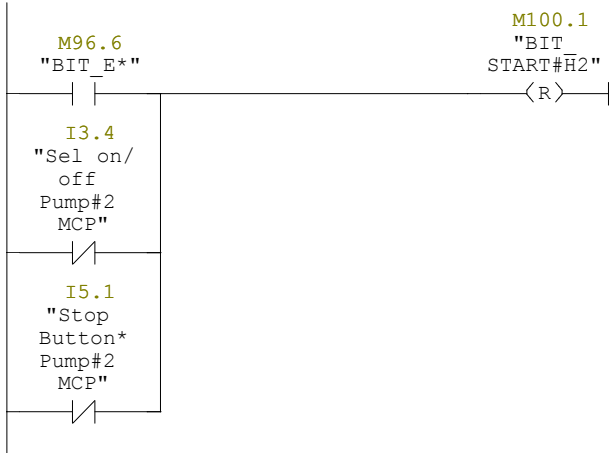 M96.6
"BIT_E*"
M100.1
"BIT_
START#H2"
R
I3.4
"Sel on/
off
Pump#2
MCP"
I5.1
"Stop
Button*
Pump#2
MCP"